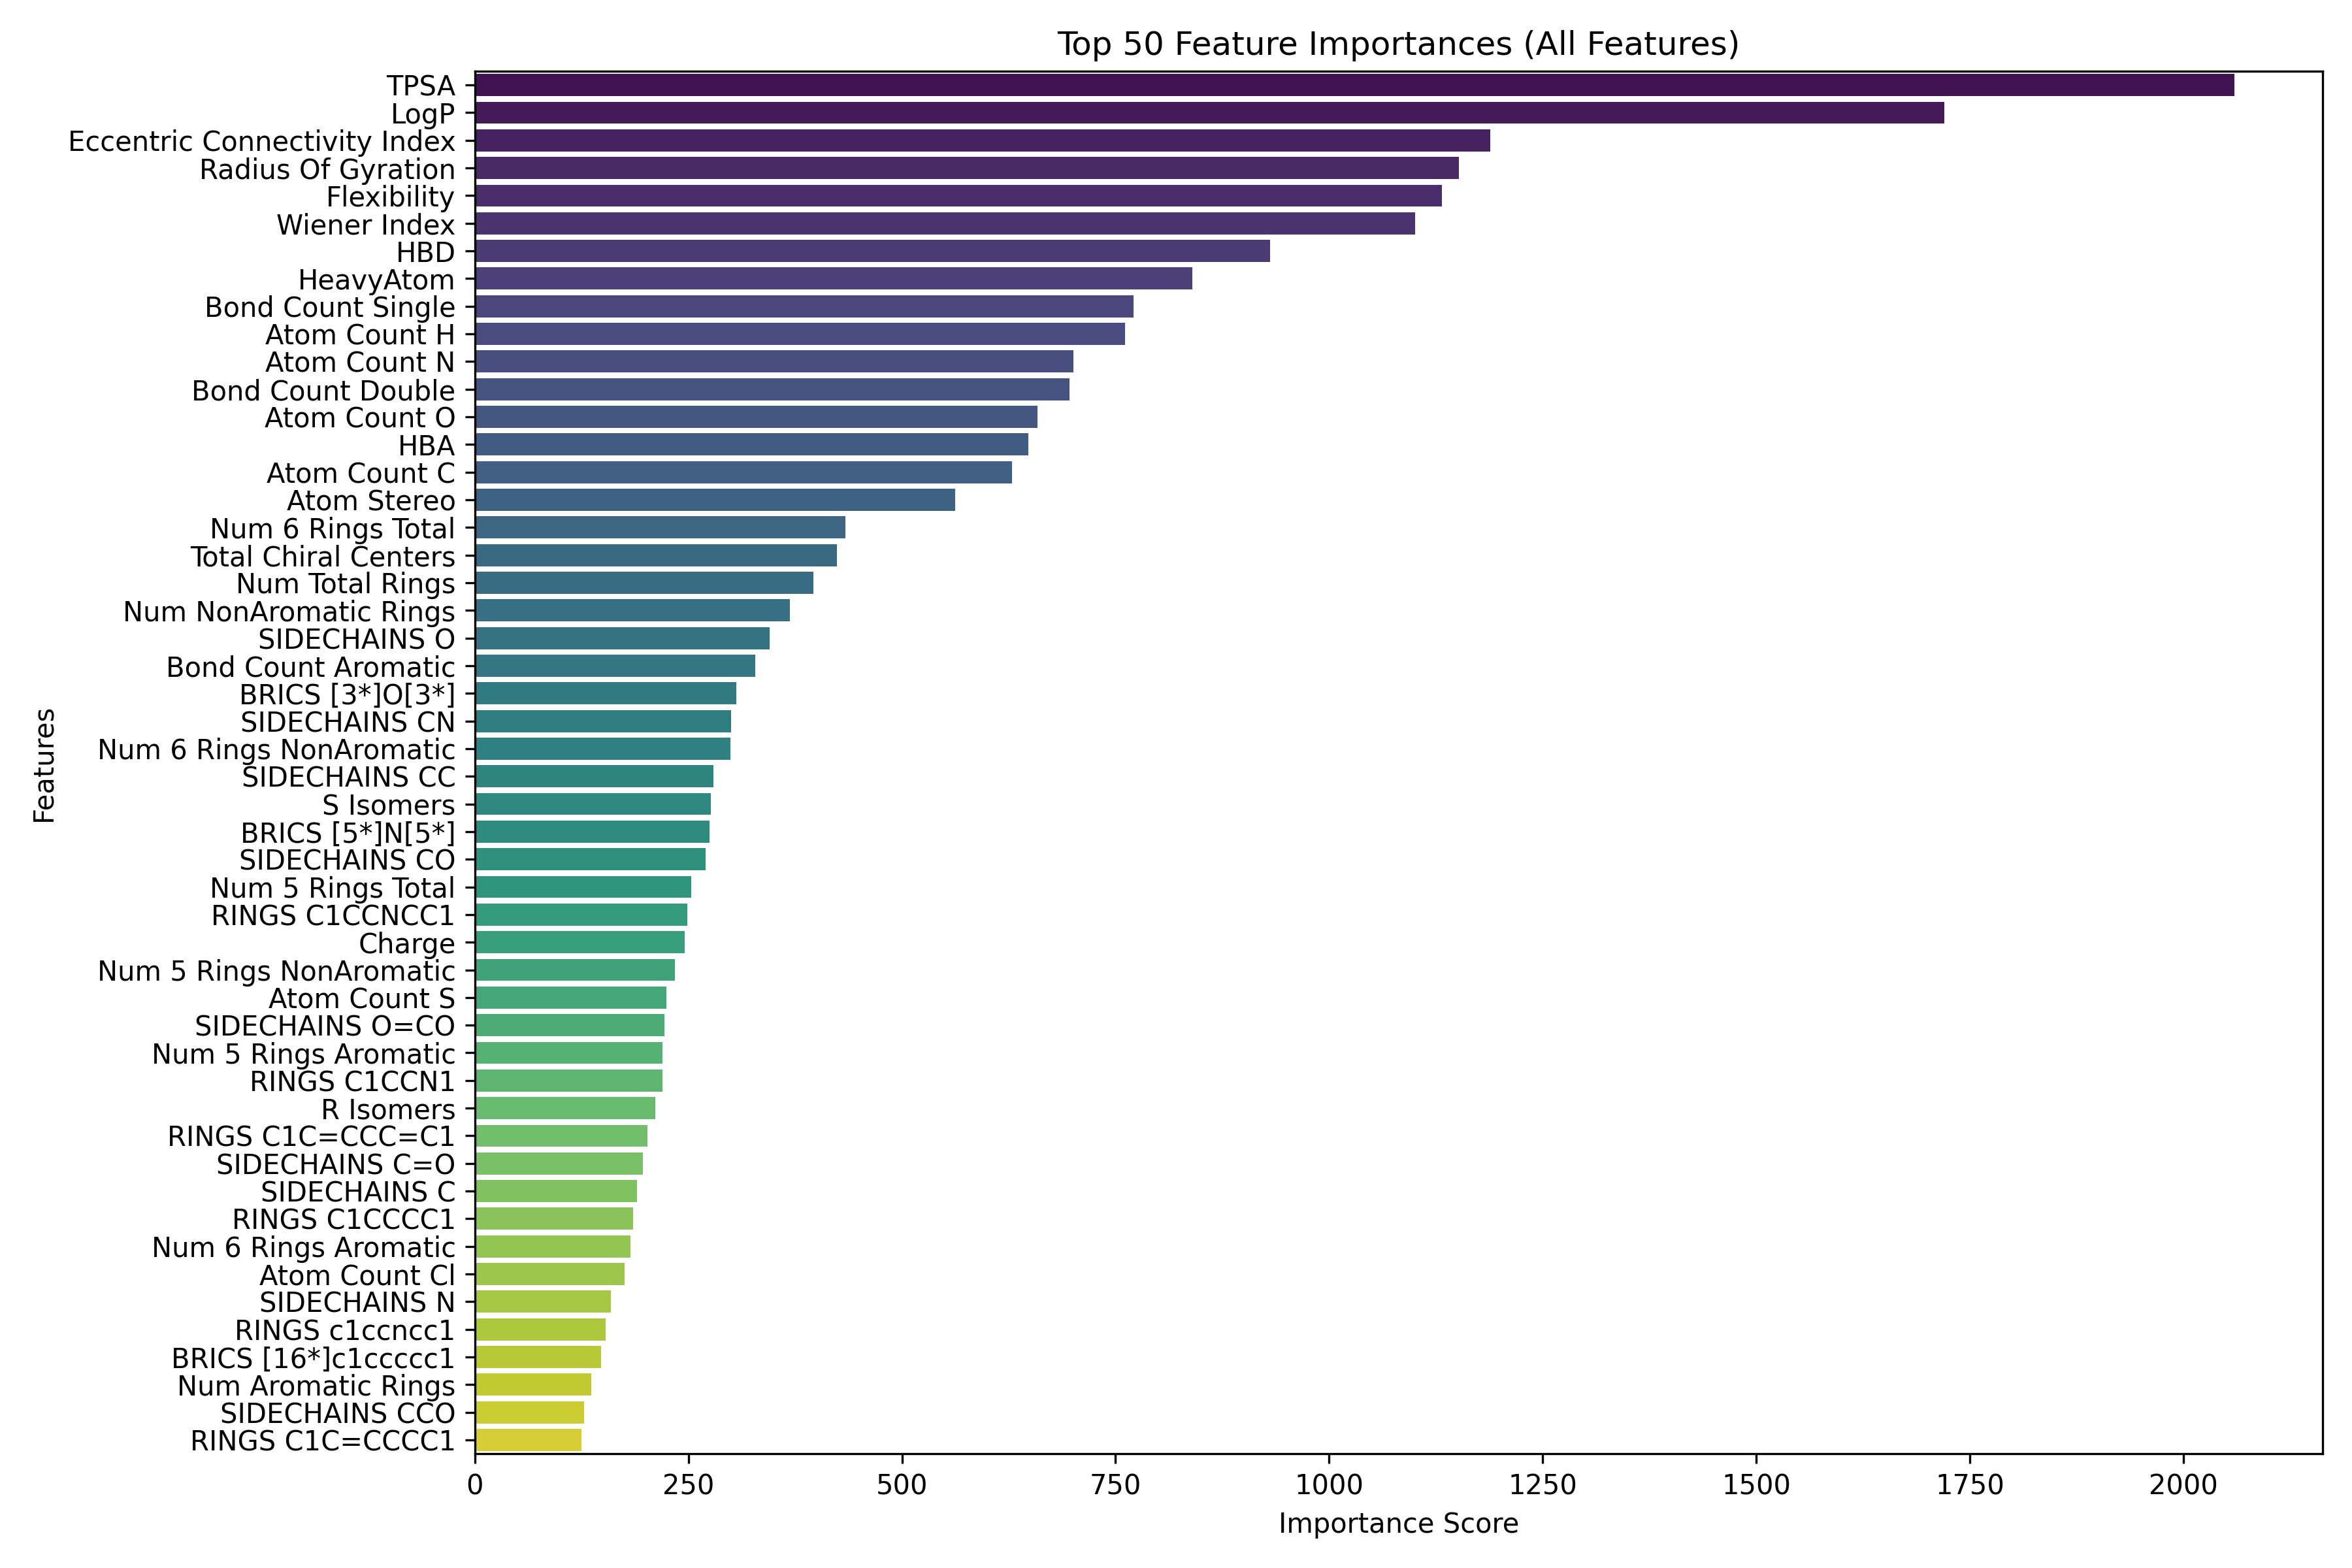 Top 50 Feature Importances (All Features)
TPSA
LogP
Eccentric Connectivity Index
Radius Of Gyration
Flexibility
Wiener Index
HBD
HeavyAtom
Bond Count Single
Atom Count H
Atom Count N
Bond Count Double
Atom Count O
HBA
Atom Count C
Atom Stereo
Num 6 Rings Total
Total Chiral Centers
Num Total Rings
Num NonAromatic Rings
SIDECHAINS O
Bond Count Aromatic
BRICS [3*]O[3*]
SIDECHAINS CN
Num 6 Rings NonAromatic
SIDECHAINS CC
S Isomers
BRICS [5*]N[5*]
SIDECHAINS CO
Num 5 Rings Total
RINGS C1CCNCC1
Charge
Num 5 Rings NonAromatic
Atom Count S
SIDECHAINS O=CO
Num 5 Rings Aromatic
RINGS C1CCN1
R Isomers
RINGS C1C=CCC=C1
SIDECHAINS C=O
SIDECHAINS C
RINGS C1CCCC1
Num 6 Rings Aromatic
Atom Count Cl
SIDECHAINS N
RINGS c1ccncc1
BRICS [16*]c1ccccc1
Num Aromatic Rings
SIDECHAINS CCO
RINGS C1C=CCCC1
Features
0 250 500 750 1000 1250 1500 1750 2000
Importance Score